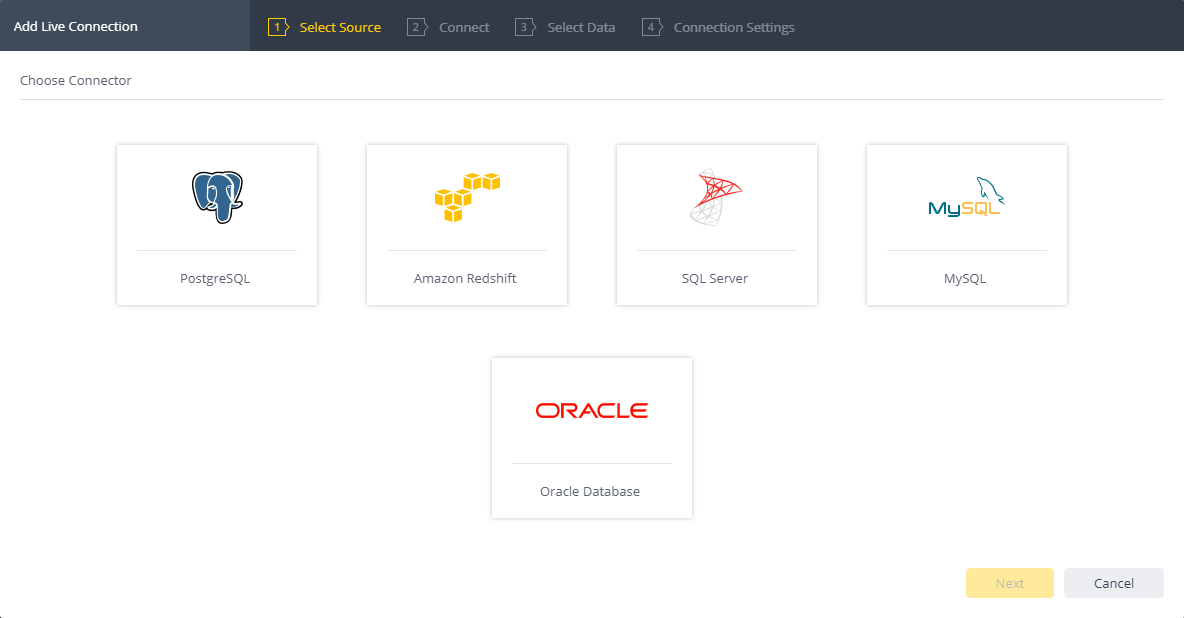 Add Live Connection
1 Select Source
2 Connect
3 Select Data
4 Connection Settings
Choose Connector
PostgreSQL
Amazon Redshift
SQL Server
MySQL
MySQL
ORACLE
Oracle Database
Next
Cancel